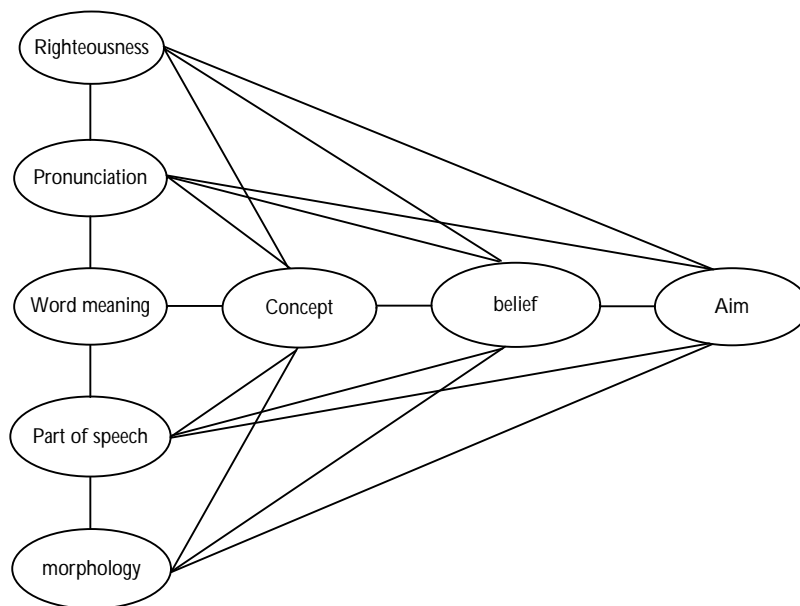 Righteousness
Pronunciation
Word meaning
Concept
belief
Aim
Part of speech
morphology